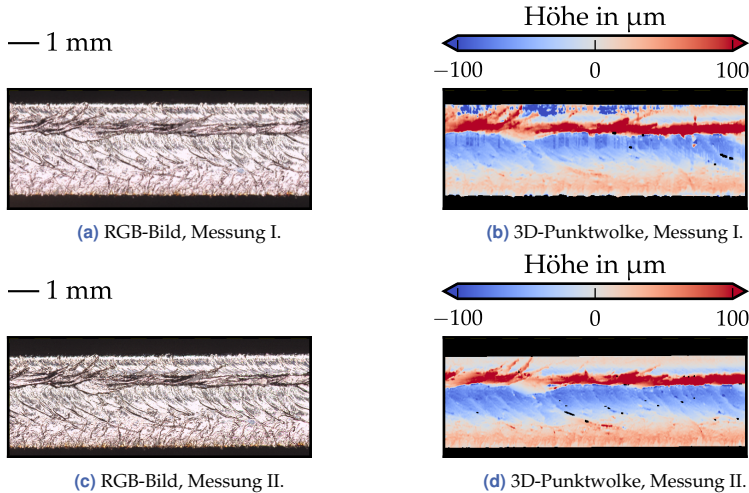 1 mm
Höhe in µm
−100 0 100
(a) RGB-Bild, Messung I.
(b) 3D-Punktwolke, Messung I.
1 mm
Höhe in µm
−100 0 100
(c) RGB-Bild, Messung II.
(d) 3D-Punktwolke, Messung II.